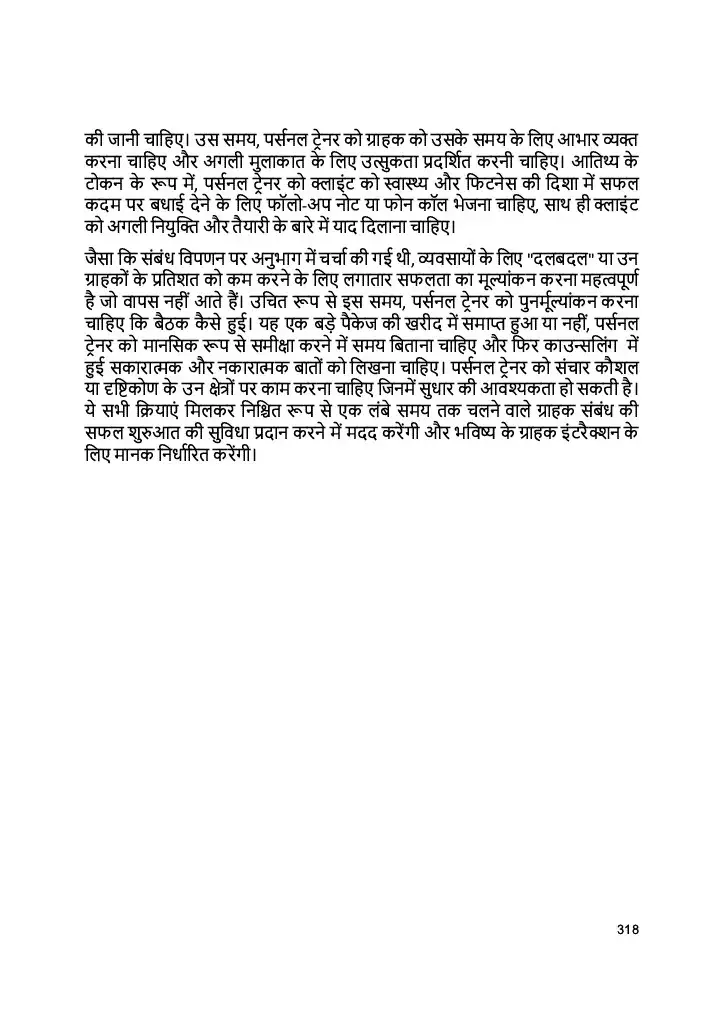 की जानी चाहिए। उस समय, पर्सनल ट्रेनर को ग्राहक को उसके समय के लिए आभार व्यक्त
करना चाहिए और अगली मुलाकात के लिए उत्सुकता प्रदर्शित करनी चाहिए। आतिथ्य के
टोकन के रूप में, पर्सनल ट्रेनर को क्लाइंट को स्वास्थ्य और फिटनेस की दिशा में सफल
कदम पर बधाई देने के लिए फॉलो-अप नोट या फोन कॉल भेजना चाहिए, साथ ही क्लाइंट
को अगली नियुक्ति और तैयारी के बारे में याद दिलाना चाहिए।
जैसा कि संबंध विपणन पर अनुभाग में चर्चा की गई थी, व्यवसायों के लिए "दलबदल" या उन
ग्राहकों के प्रतिशत को कम करने के लिए लगातार सफलता का मूल्यांकन करना महत्वपूर्ण
है जो वापस नहीं आते हैं। उचित रूप से इस समय, पर्सनल ट्रेनर को पुनर्मूल्यांकन करना
चाहिए कि बैठक कैसे हुई। यह एक बड़े पैकेज की खरीद में समाप्त हुआ या नहीं, पर्सनल
ट्रेनर को मानसिक रूप से समीक्षा करने में समय बिताना चाहिए और फिर काउन्सलिंग में
हुई सकारात्मक और नकारात्मक बातों को लिखना चाहिए। पर्सनल ट्रेनर को संचार कौशल
या दृष्टिकोण के उन क्षेत्रों पर काम करना चाहिए जिनमें सुधार की आवश्यकता हो सकती है।
ये सभी क्रियाएं मिलकर निश्चित रूप से एक लंबे समय तक चलने वाले ग्राहक संबंध की
सफल शुरुआत की सुविधा प्रदान करने में मदद करेंगी और भविष्य के ग्राहक इंटरैक्शन के
लिए मानक निर्धारित करेंगी।
318